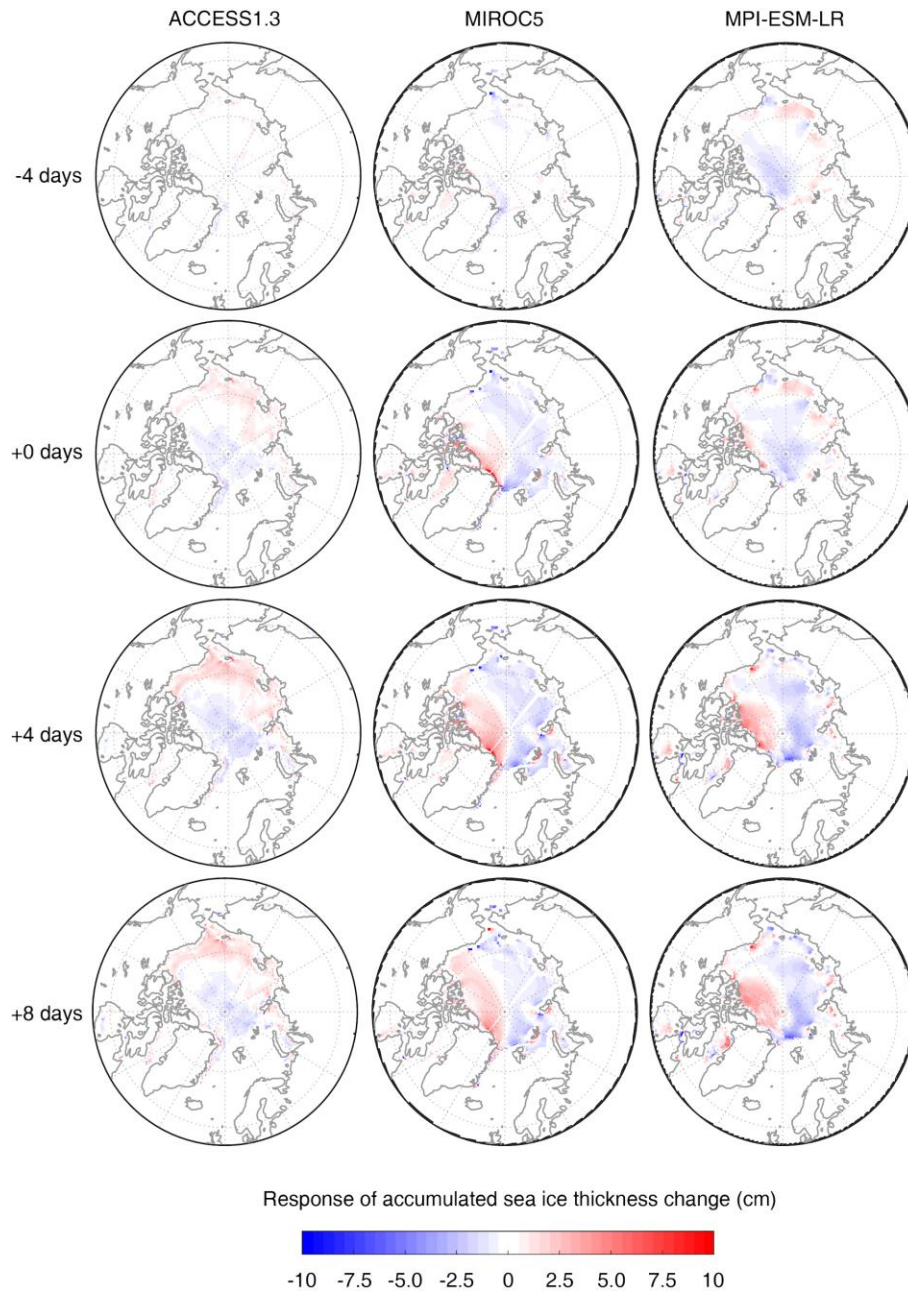 ACCESS1.3 MIROC5 MPI-ESM-LR
-4 days
+0 days
+4 days
+8 days
Response of accumulated sea ice thickness change (cm)
-10 -7.5 -5.0 -2.5 0 2.5 5.0 7.5 10